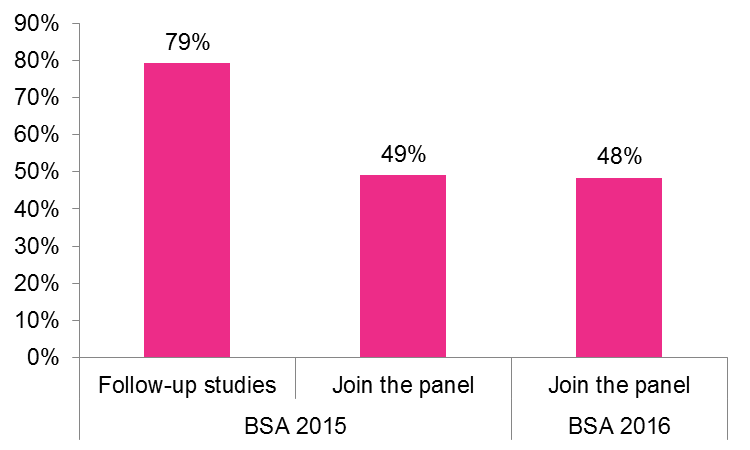 90%
80%
70%
60%
50%
40%
30%
20%
10%
0%
79%
49%
48%
Follow-up studies
Join the panel
Join the panel
BSA 2015
BSA 2016